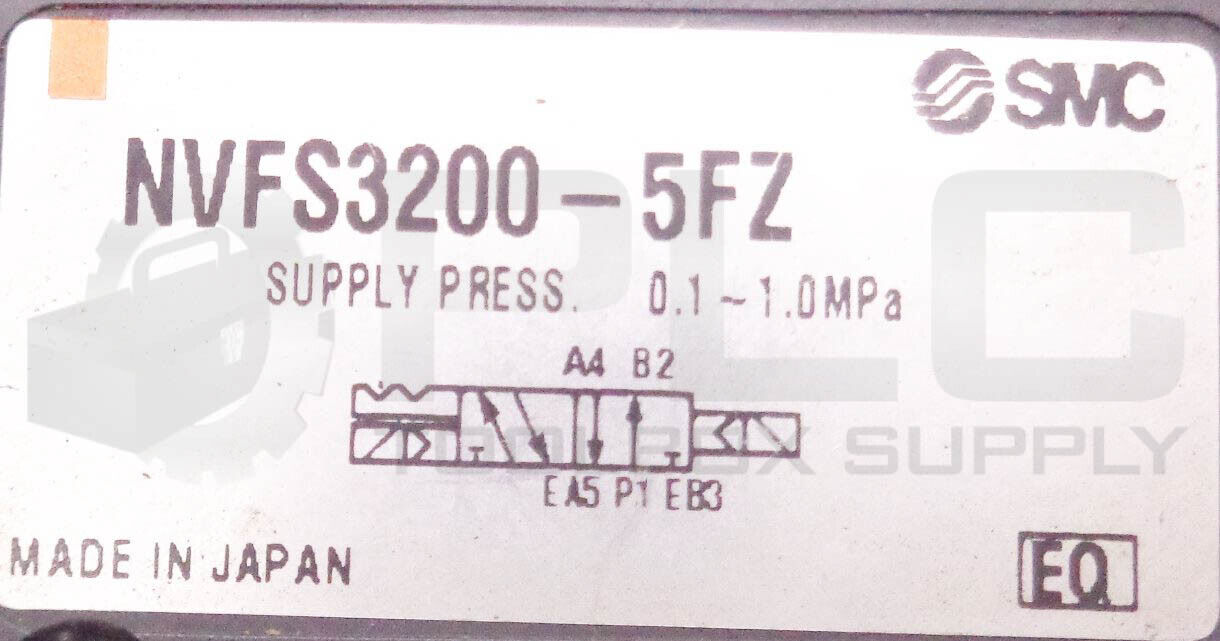 SMC
NVFS3200-5FZ
SUPPLY PRESS. 0.1~1.0MPa
A4 B2
EA5 P1 EB3
MADE IN JAPAN
EQ
PLC
TOOLBOX SUPPLY